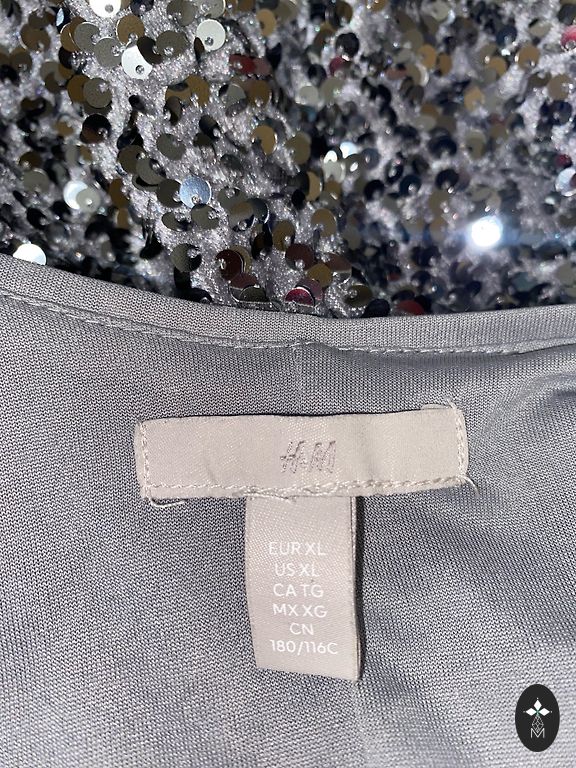 H&M
EUR XL
US XL
CA TG
MX XG
CN
180/116C
M